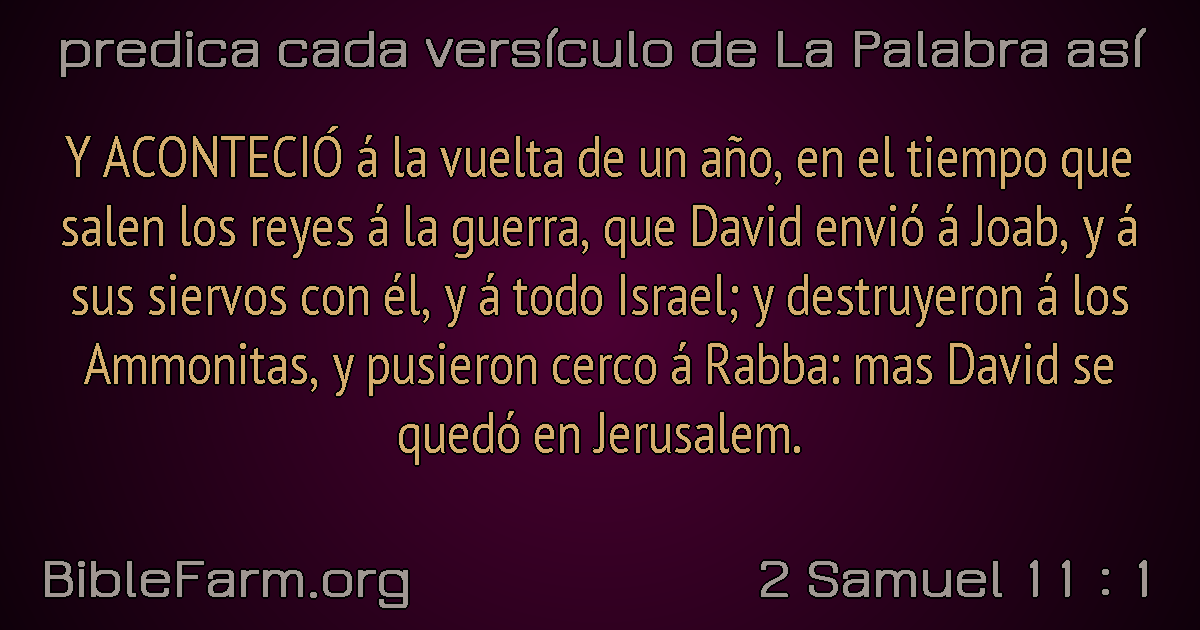 predica cada versículo de La Palabra así
Y ACONTECIÓ á la vuelta de un año, en el tiempo que
salen los reyes á la guerra, que David envió á Joab, y á
sus siervos con él, y á todo Israel; y destruyeron á los
Ammonitas, y pusieron cerco á Rabba: mas David se
quedó en Jerusalem.
BibleFarm.org
2 Samuel 11 : 1